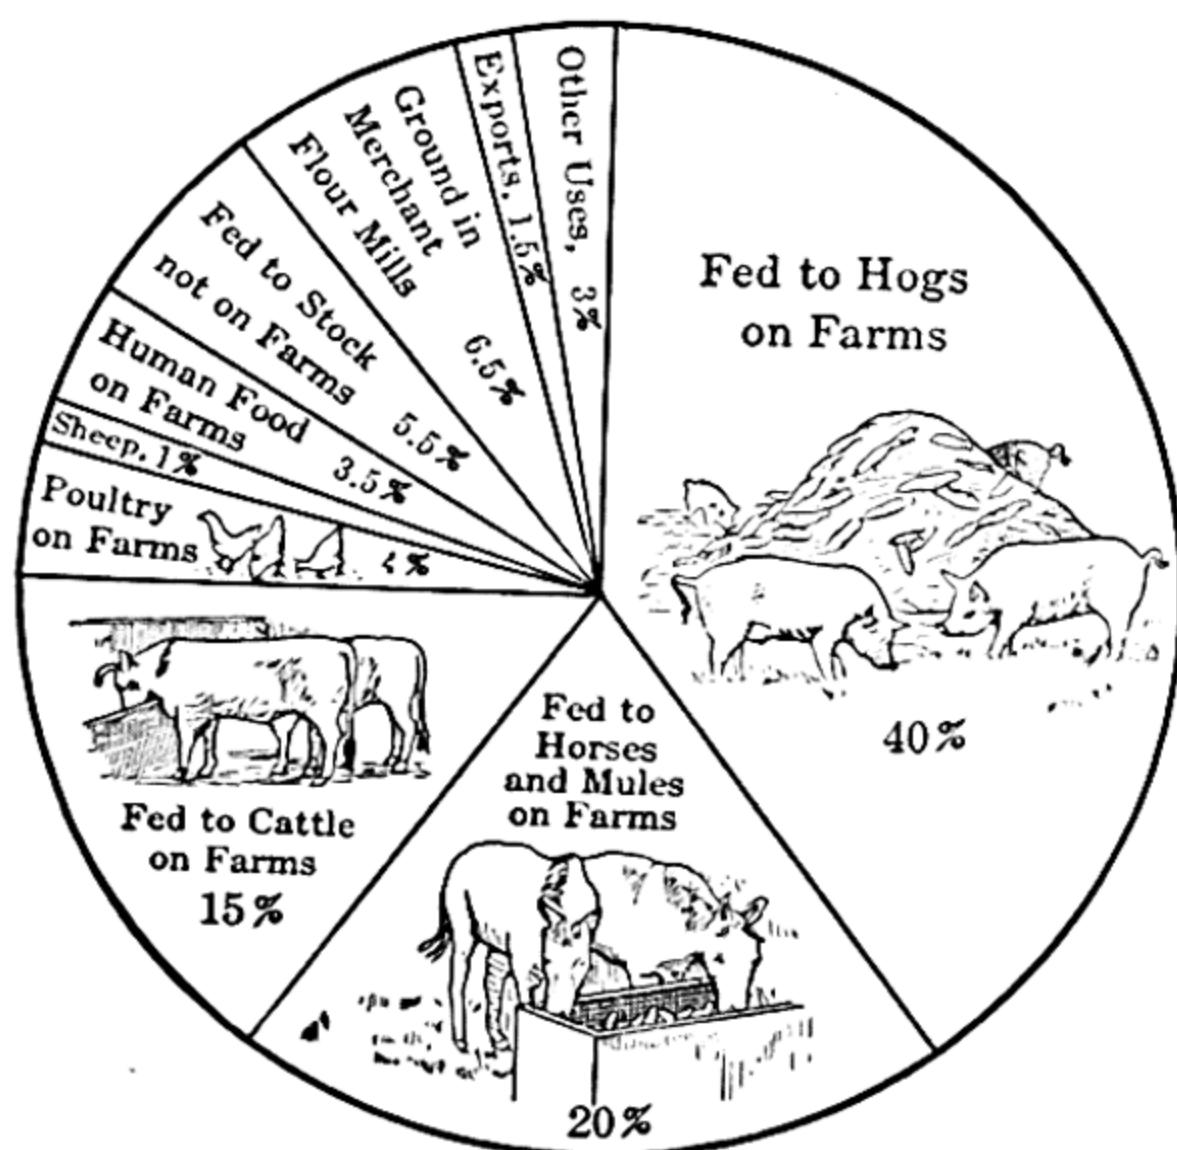 Fed to Hogs
on Farms
40%
Fed to
Horses
and Mules
on Farms
20%
Fed to Cattle
on Farms
15%
Poultry
on Farms
4%
Sheep, 1%
Human Food
on Farms
3.5%
Fed to Stock
not on Farms
5.5%
Ground in
Merchant
Flour Mills
6.5%
Exports, 1.5%
Other Uses, 3%